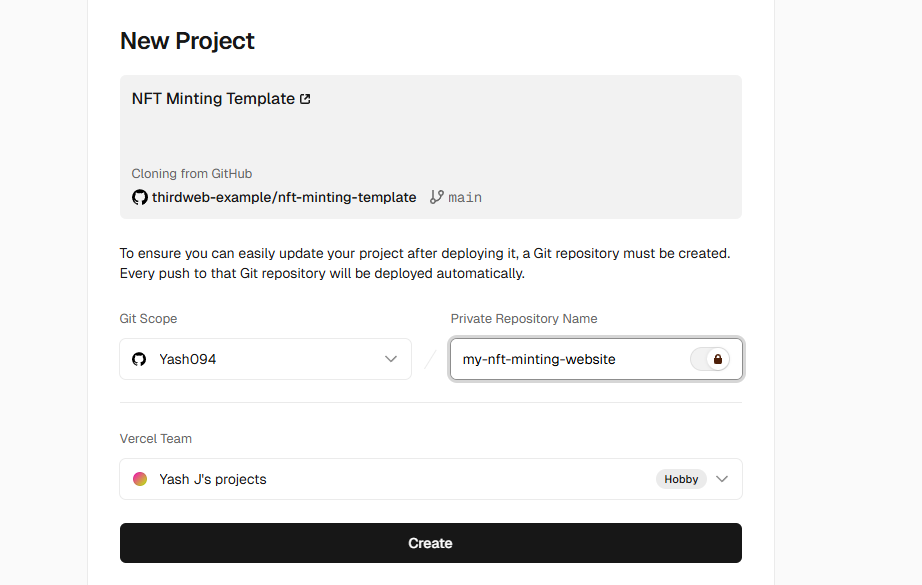 New Project
NFT Minting Template
Cloning from GitHub
thirdweb-example/nft-minting-template main
To ensure you can easily update your project after deploying it, a Git repository must be created.
Every push to that Git repository will be deployed automatically.
Git Scope
Private Repository Name
Yash094
my-nft-minting-website
Vercel Team
Yash J's projects
Hobby
Create